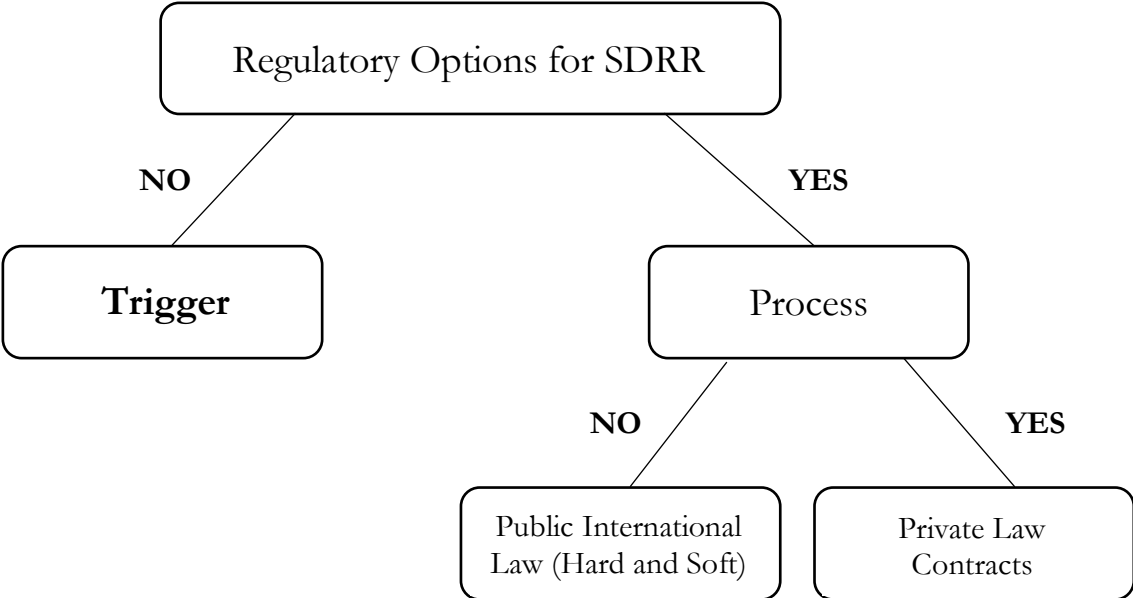 Regulatory Options for SDRR
NO
YES
Trigger
Process
NO
YES
Public International
Law (Hard and Soft)
Private Law
Contracts